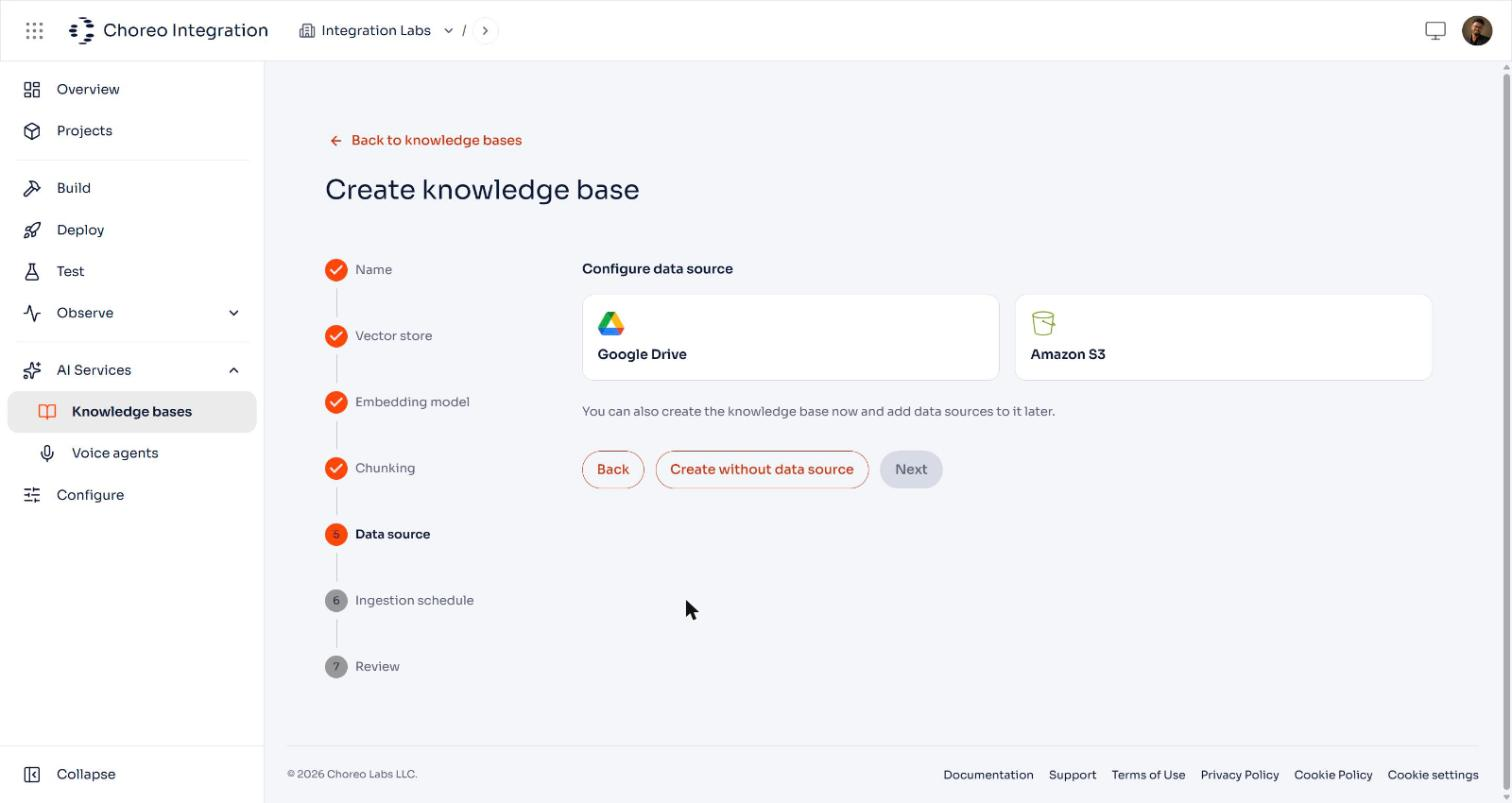 Choreo Integration
Integration Labs /
Overview
Projects
Build
Deploy
Test
Observe
AI Services
Knowledge bases
Voice agents
Configure
Collapse
Back to knowledge bases
Create knowledge base
Name
Vector store
Embedding model
Chunking
5 Data source
6 Ingestion schedule
7 Review
Configure data source
Google Drive
Amazon S3
You can also create the knowledge base now and add data sources to it later.
Back
Create without data source
Next
© 2026 Choreo Labs LLC.
Documentation Support Terms of Use Privacy Policy Cookie Policy Cookie settings